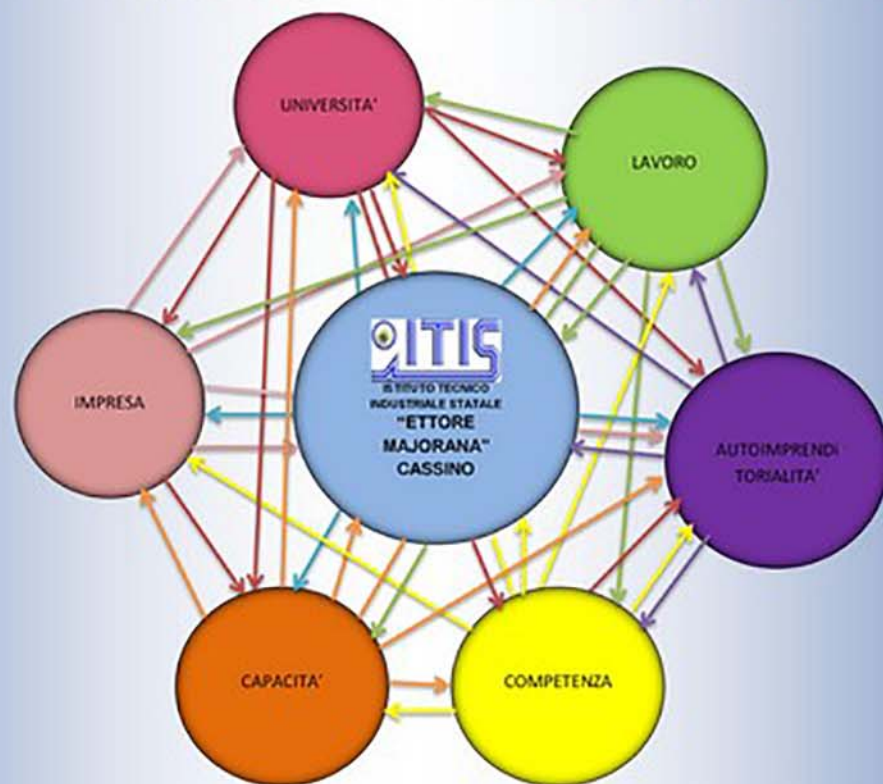 UNIVERSITA'
LAVORO
ITIS
ISTITUTO TECNICO
INDUSTRIALE STATALE
"ETTORE
MAJORANA"
CASSINO
IMPRESA
AUTOIMPRENDI
TORIALITA'
CAPACITA'
COMPETENZA